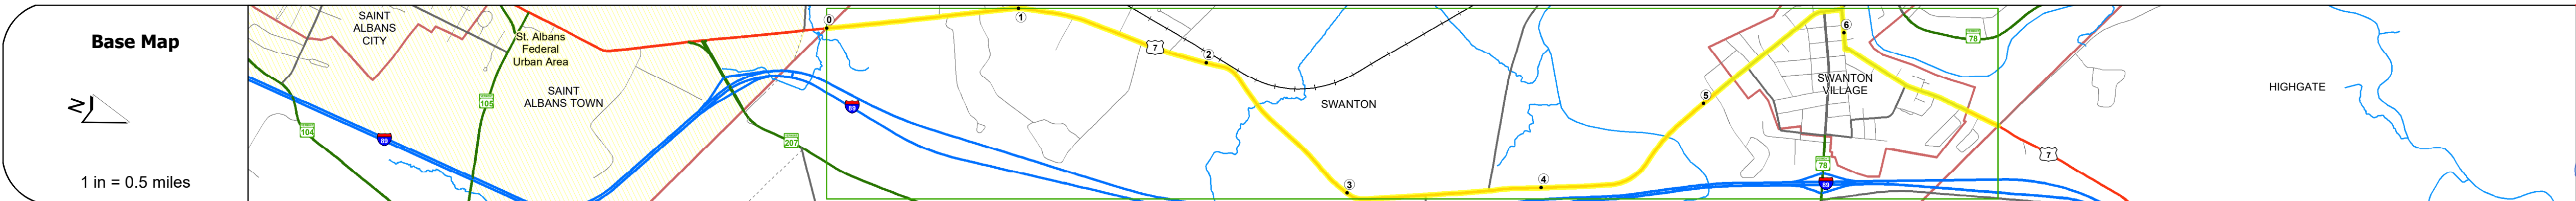 Base Map
N
1 in = 0.5 miles
SAINT
ALBANS
CITY
St. Albans
Federal
Urban Area
SAINT
ALBANS TOWN
104
89
105
207
89
0
1
7
2
SWANTON
3
4
5
6
SWANTON
VILLAGE
78
89
78
7
HIGHGATE